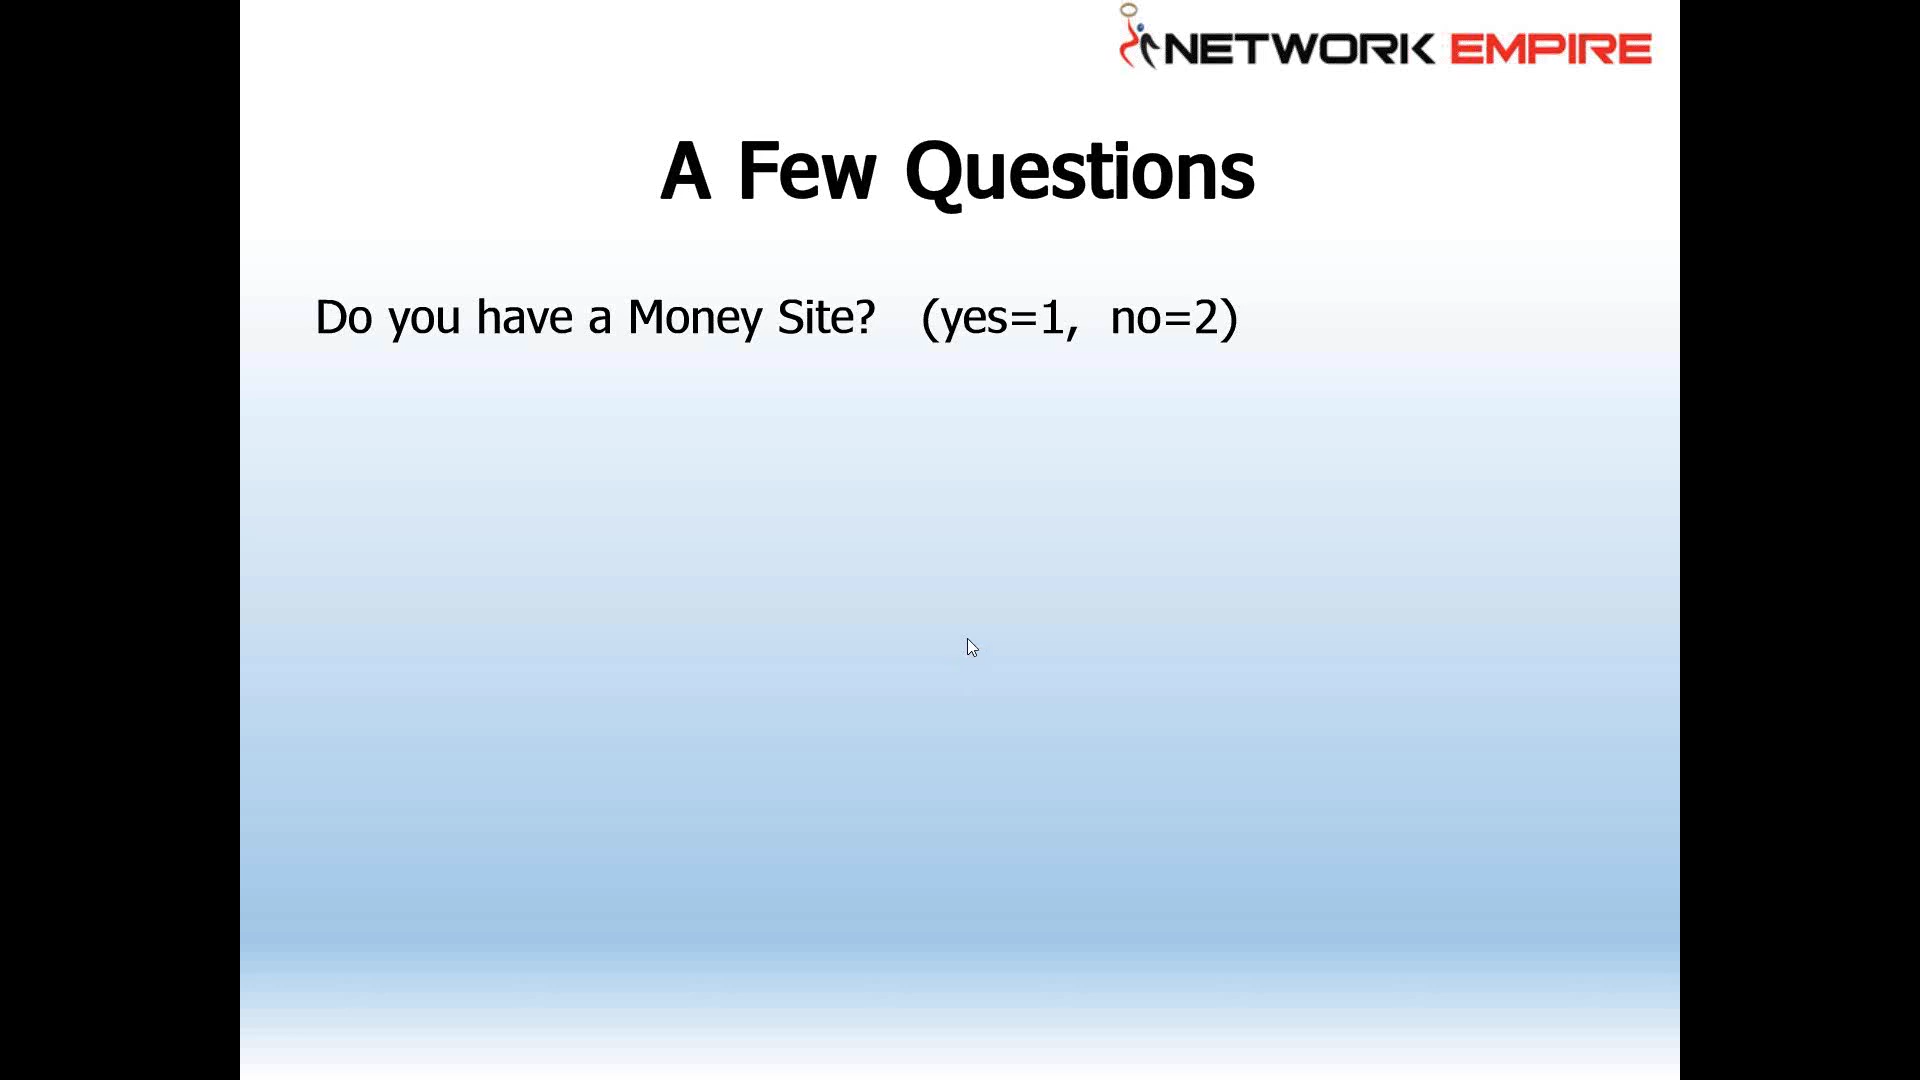 NETWORK EMPIRE
A Few Questions
Do you have a Money Site? (yes=1, no=2)